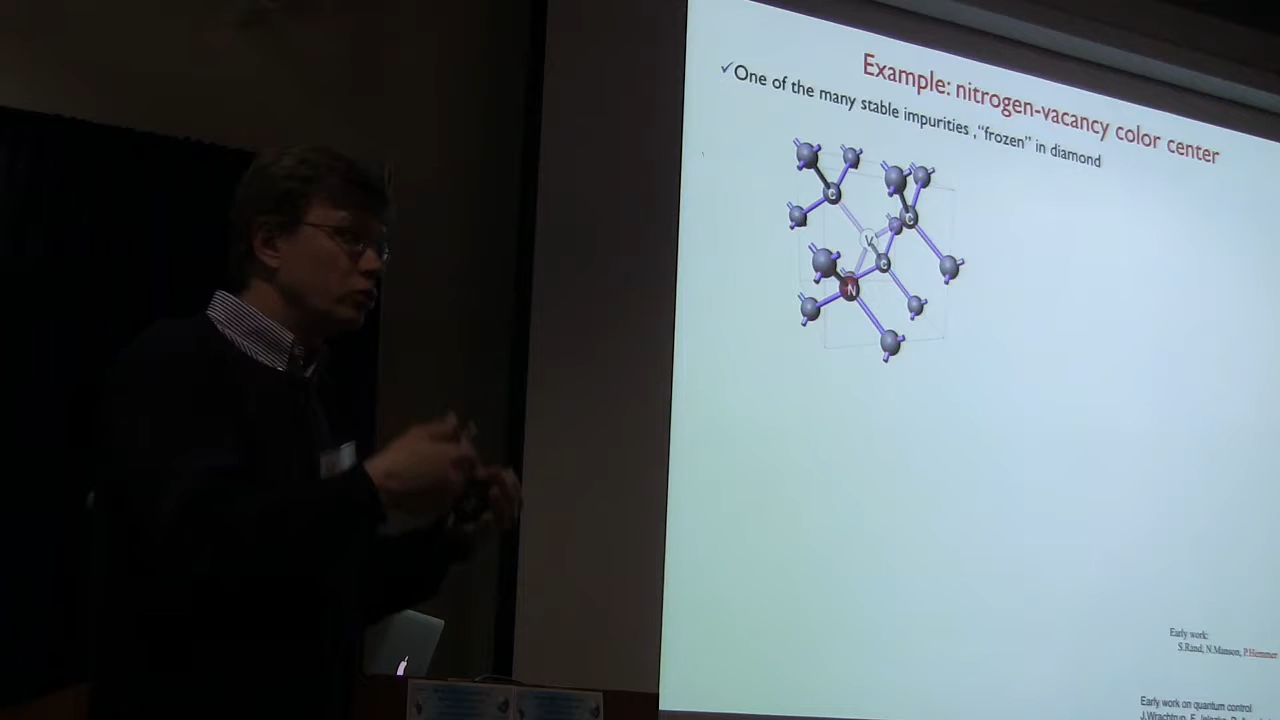 Example: nitrogen-vacancy color center
✓One of the many stable impurities ,"frozen" in diamond
C
C
V
C
N
Early work:
S.Rand, N.Manson, P.Hemmer
Early work on quantum control
J.Wrachtrup, F.